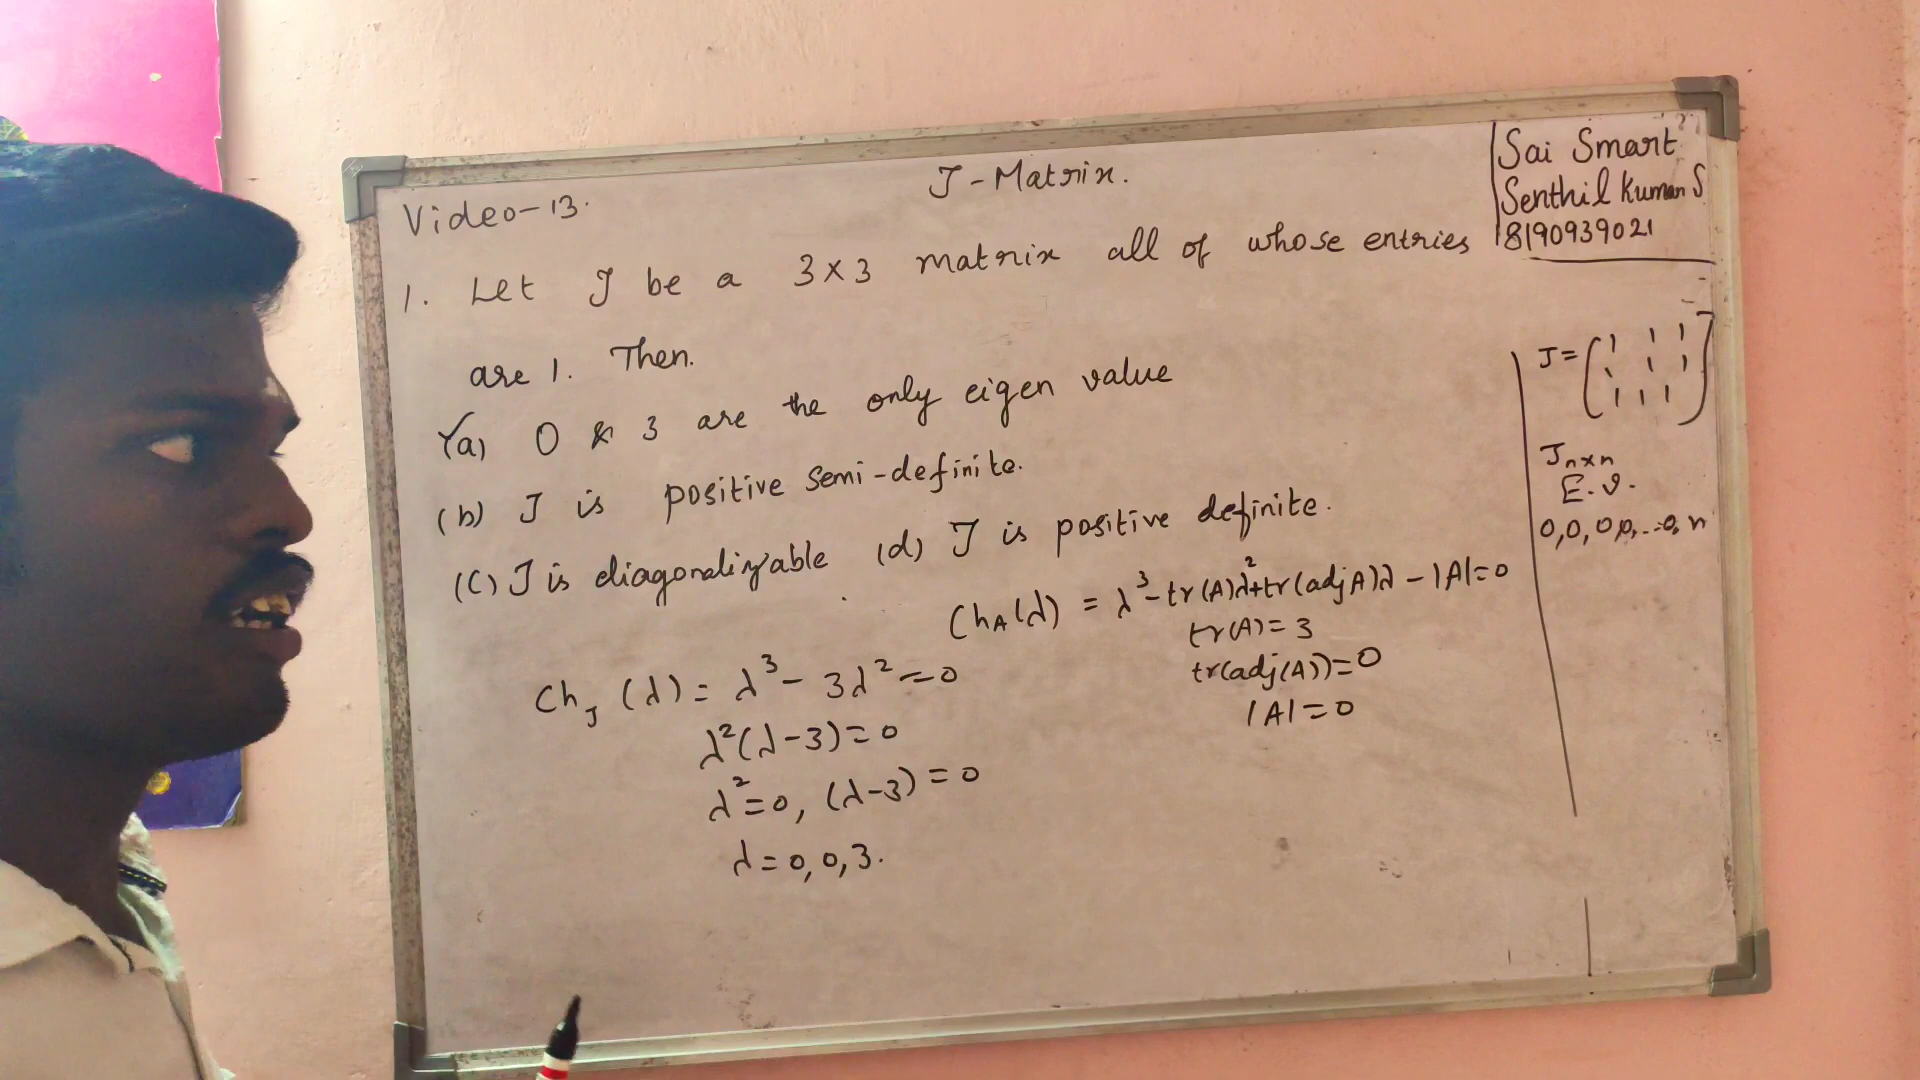 J-Matrix.
Sai Smart
Senthil Kumar S
8190939021
Video-13.
1. Let J be a 3×3 matrix all of whose entries
are 1. Then.
(a) 0 & 3 are the only eigen value
(b) J is positive semi-definite.
(c) J is diagonalizable (d) J is positive definite.
Ch_A(λ) = λ³-tr(A)λ²+tr(adjA)λ-|A|=0
tr(A)=3
tr(adj(A))=0
|A|=0
Ch_J(λ)=λ³-3λ²=0
λ²(λ-3)=0
λ²=0, (λ-3)=0
λ=0,0,3.
J=[1 1 1
1 1 1
1 1 1]
J_n×n
E.v.
0,0,0,0,...0,n